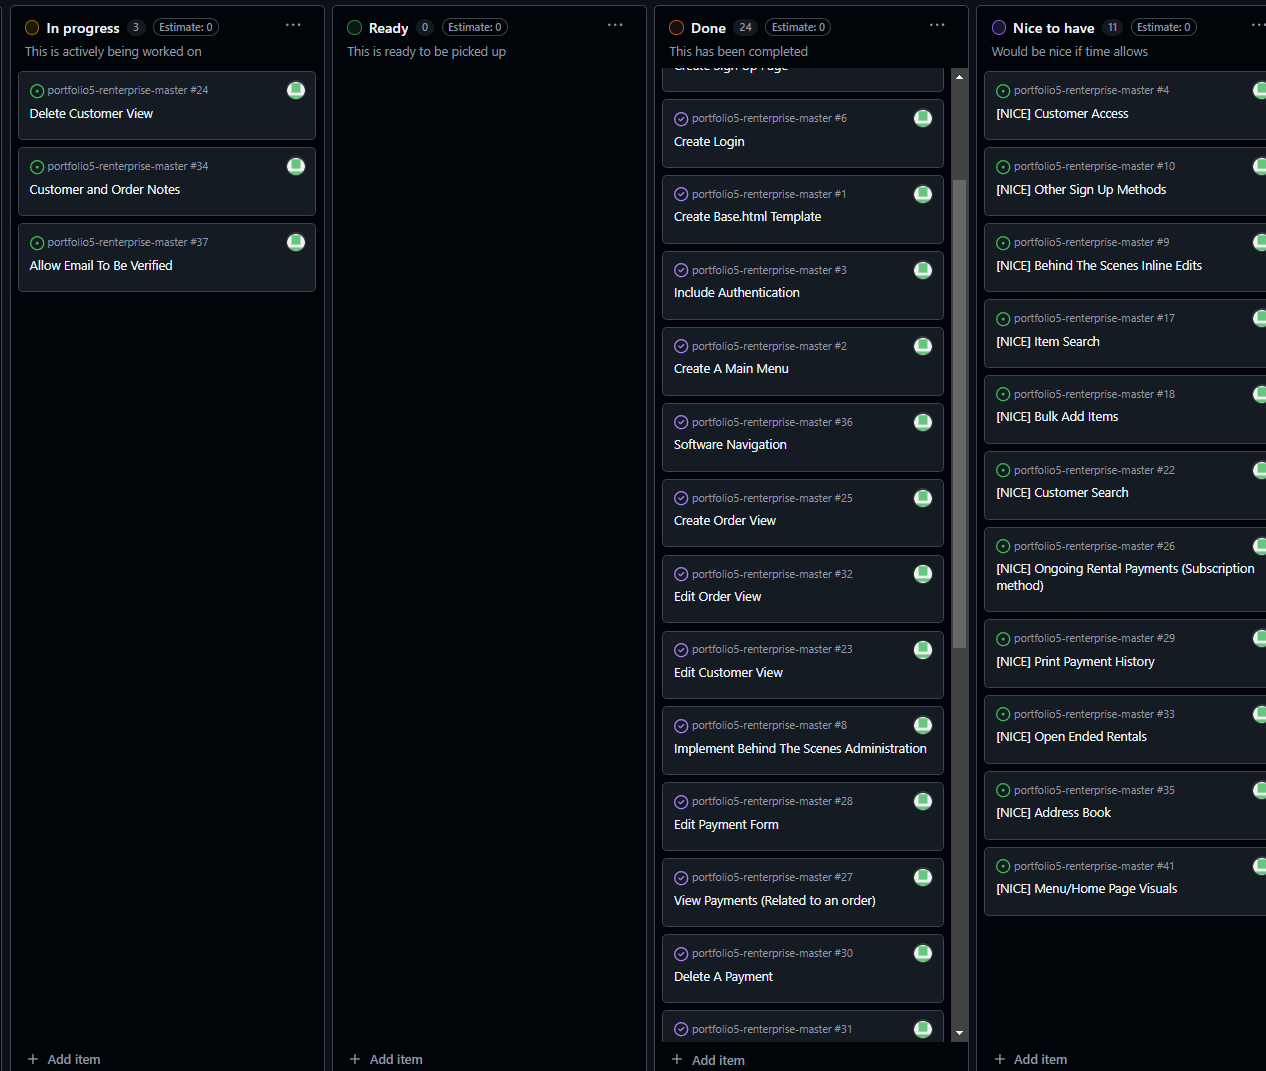 In progress 3 Estimate: 0
This is actively being worked on
portfolio5-renterprise-master #24
Delete Customer View
portfolio5-renterprise-master #34
Customer and Order Notes
portfolio5-renterprise-master #37
Allow Email To Be Verified
Add item
Ready 0 Estimate: 0
This is ready to be picked up
Add item
Done 24 Estimate: 0
This has been completed
Create Sign Up Page
portfolio5-renterprise-master #6
Create Login
portfolio5-renterprise-master #1
Create Base.html Template
portfolio5-renterprise-master #3
Include Authentication
portfolio5-renterprise-master #2
Create A Main Menu
portfolio5-renterprise-master #36
Software Navigation
portfolio5-renterprise-master #25
Create Order View
portfolio5-renterprise-master #32
Edit Order View
portfolio5-renterprise-master #23
Edit Customer View
portfolio5-renterprise-master #8
Implement Behind The Scenes Administration
portfolio5-renterprise-master #28
Edit Payment Form
portfolio5-renterprise-master #27
View Payments (Related to an order)
portfolio5-renterprise-master #30
Delete A Payment
portfolio5-renterprise-master #31
Add item
Nice to have 11 Estimate: 0
Would be nice if time allows
portfolio5-renterprise-master #4
[NICE] Customer Access
portfolio5-renterprise-master #10
[NICE] Other Sign Up Methods
portfolio5-renterprise-master #9
[NICE] Behind The Scenes Inline Edits
portfolio5-renterprise-master #17
[NICE] Item Search
portfolio5-renterprise-master #18
[NICE] Bulk Add Items
portfolio5-renterprise-master #22
[NICE] Customer Search
portfolio5-renterprise-master #26
[NICE] Ongoing Rental Payments (Subscription
method)
portfolio5-renterprise-master #29
[NICE] Print Payment History
portfolio5-renterprise-master #33
[NICE] Open Ended Rentals
portfolio5-renterprise-master #35
[NICE] Address Book
portfolio5-renterprise-master #41
[NICE] Menu/Home Page Visuals
Add item